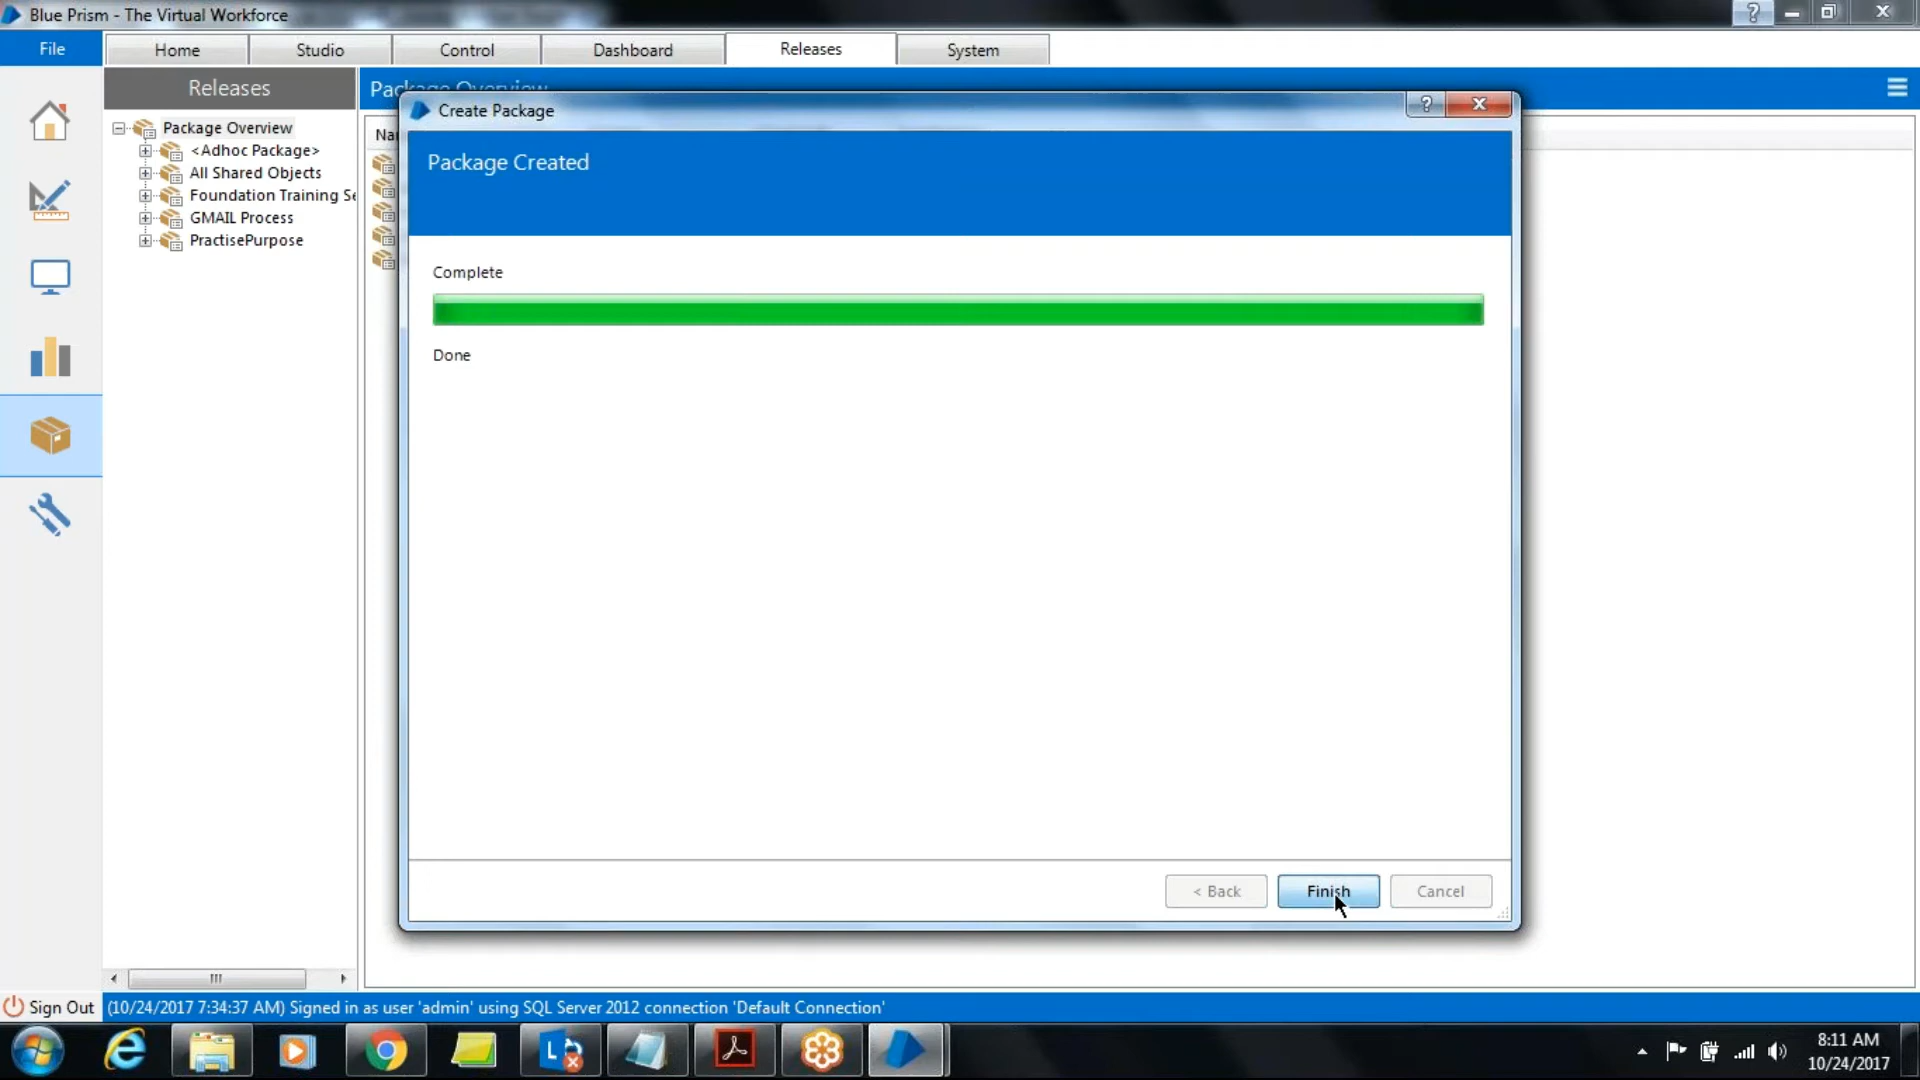 Blue Prism - The Virtual Workforce
File
Home
Studio
Control
Dashboard
Releases
System
Releases
Package Overview
Create Package
Package Overview
<Adhoc Package>
All Shared Objects
Foundation Training Se
GMAIL Process
PractisePurpose
Na
Package Created
Complete
Done
< Back
Finish
Cancel
Sign Out
(10/24/2017 7:34:37 AM) Signed in as user 'admin' using SQL Server 2012 connection 'Default Connection'
8:11 AM
10/24/2017